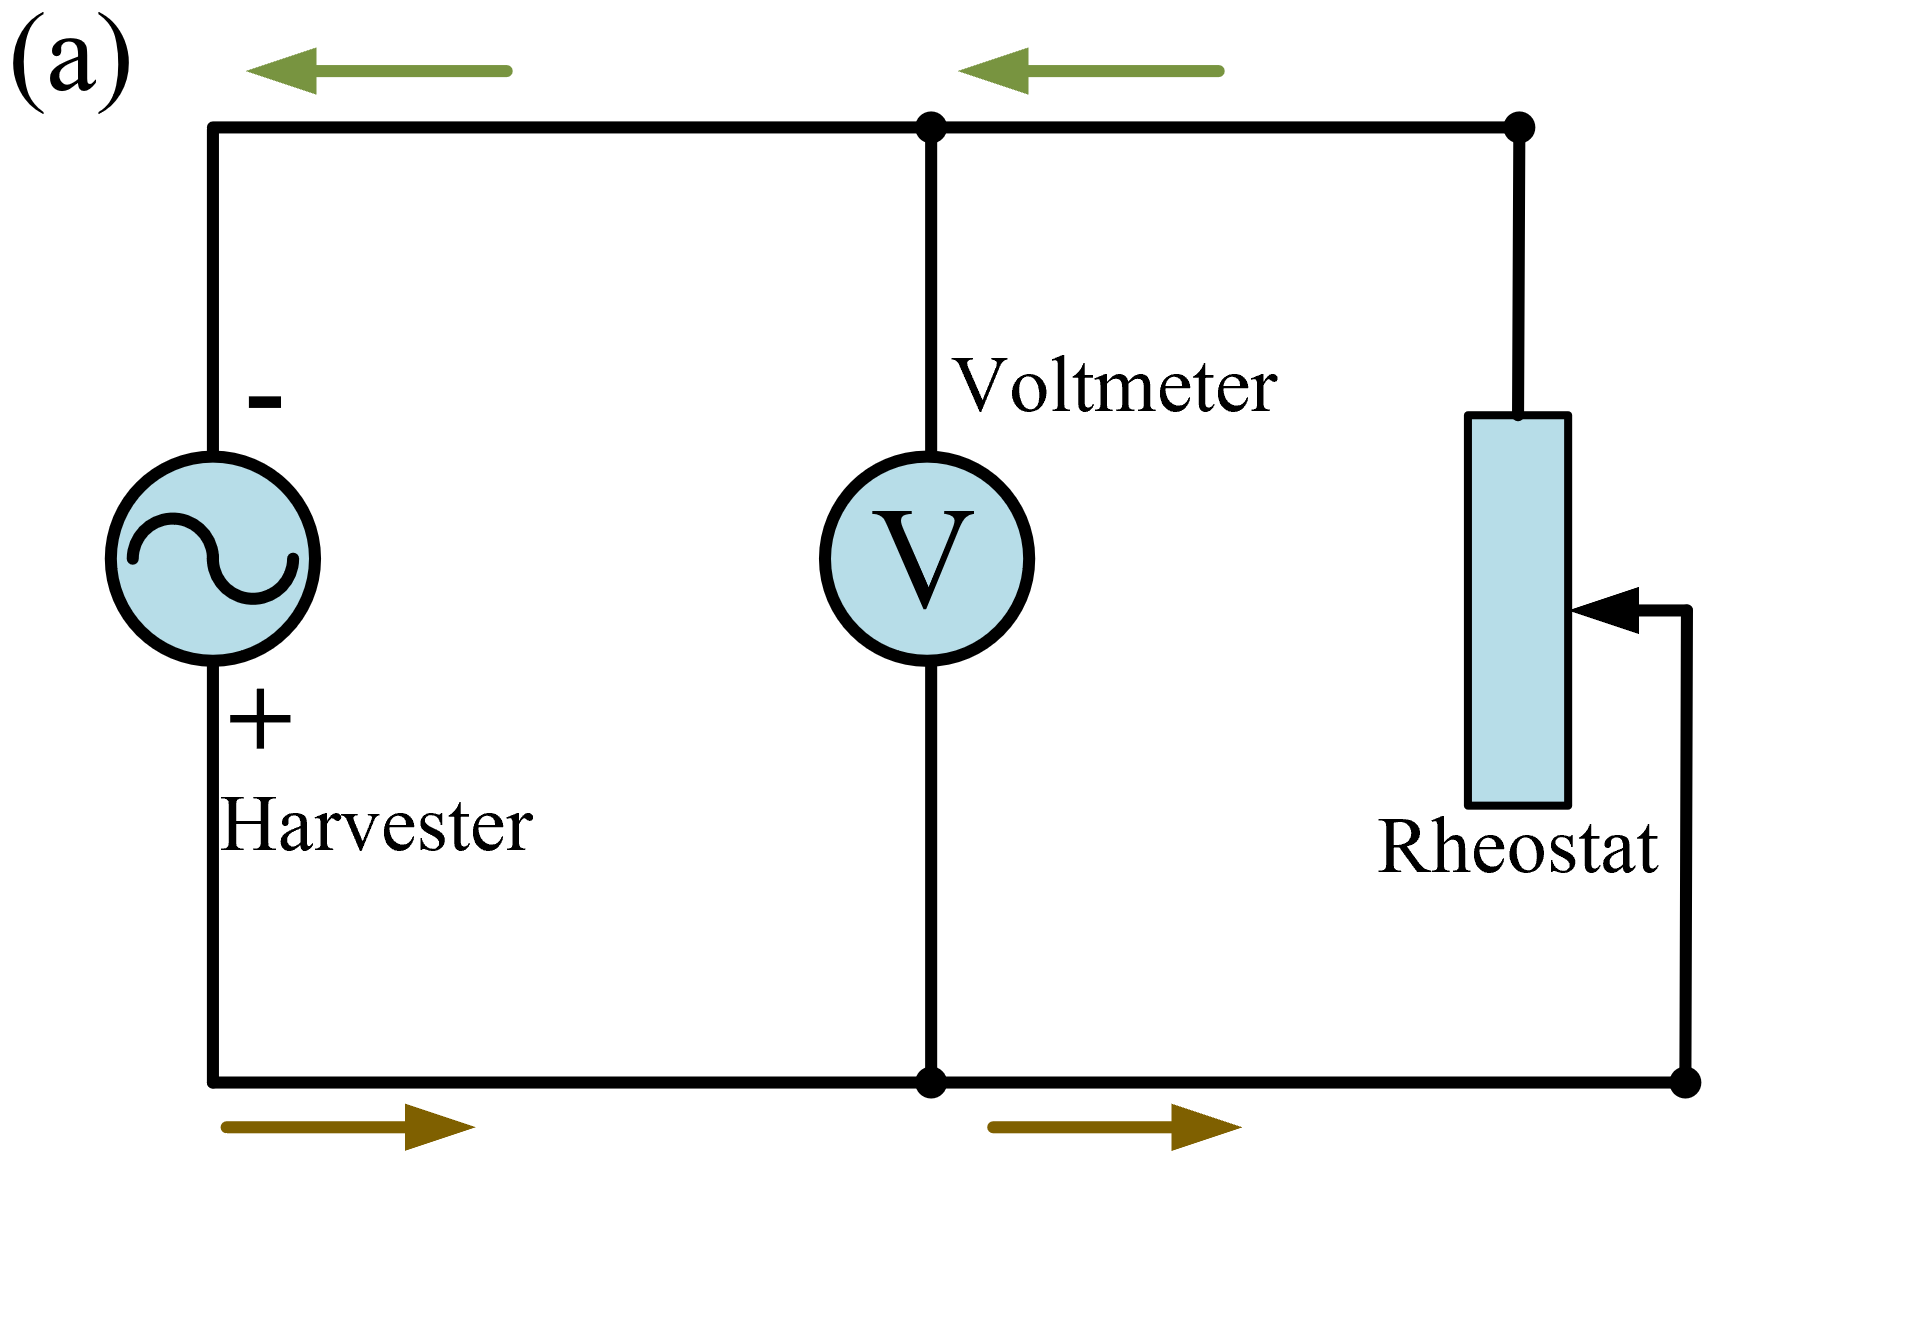 (a)
-
Voltmeter
V
+
Harvester
Rheostat